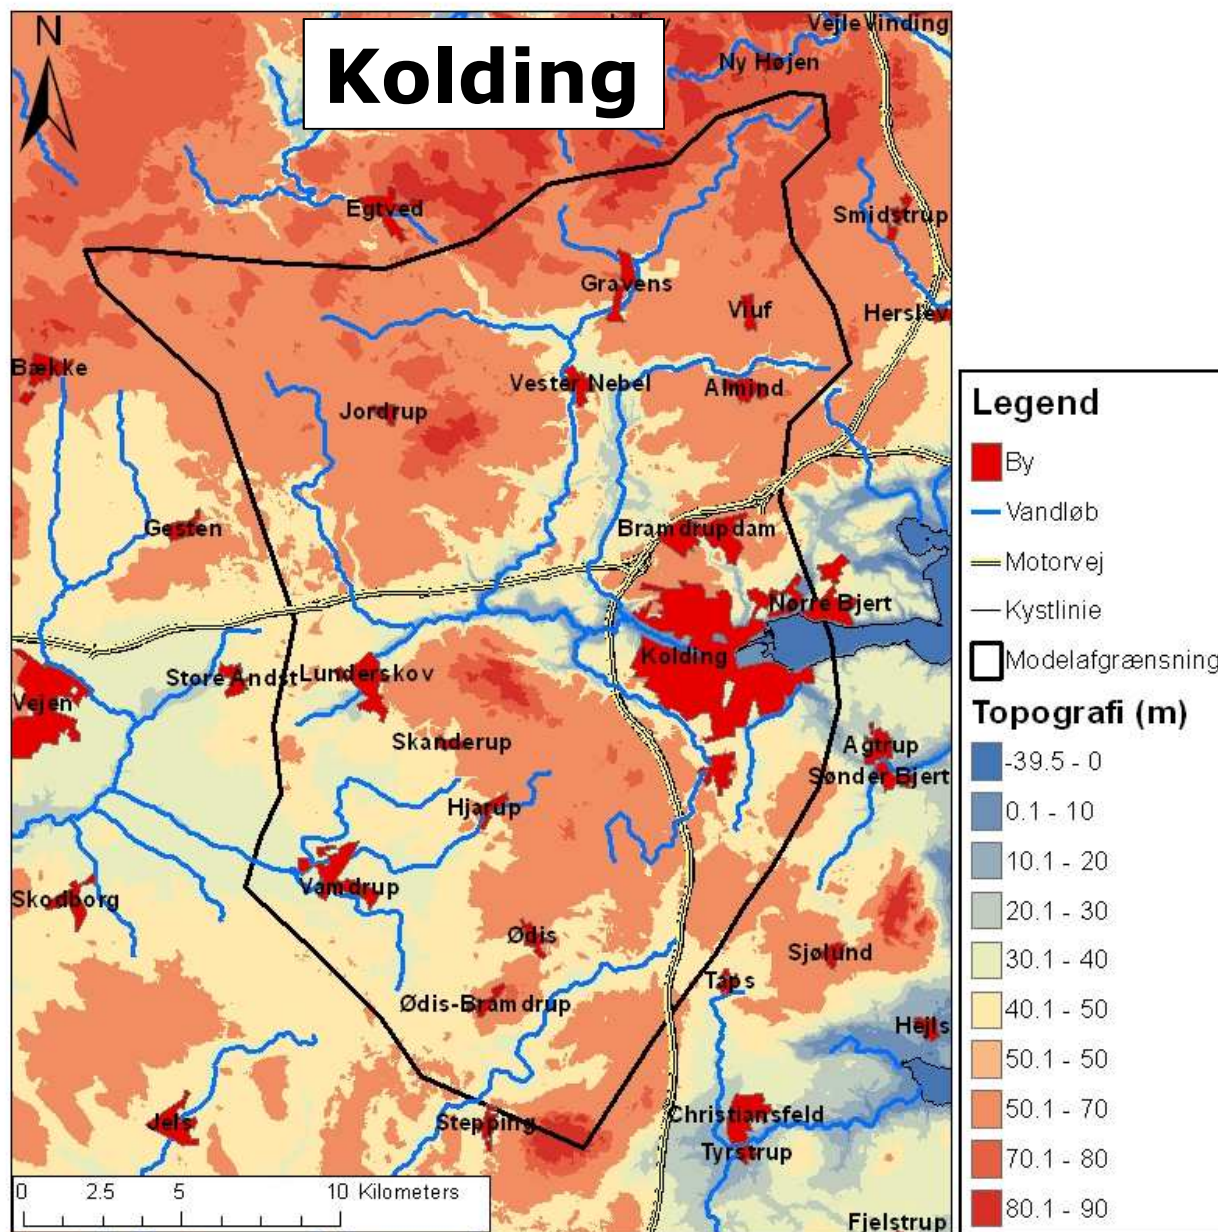 N
Kolding
Vejle
Vinding
Ny Højen
Egtved
Smidstrup
Gravens
Viuf
Herslev
Bække
Vester Nebel
Almind
Jordrup
Gesten
Bramdrupdam
Nørre Bjert
Kolding
Store Andst
Lunderskov
Vejen
Skanderup
Agtrup
Sønder Bjert
Hjarup
Vamdrup
Skodborg
Ødis
Sjølund
Taps
Ødis-Bramdrup
Hejls
Jels
Stepping
Christiansfeld
Tyrstrup
Fjelstrup
0 2.5 5 10 Kilometers
Legend
By
Vandløb
Motorvej
Kystlinie
Modelafgrænsning
Topografi (m)
-39.5 - 0
0.1 - 10
10.1 - 20
20.1 - 30
30.1 - 40
40.1 - 50
50.1 - 50
50.1 - 70
70.1 - 80
80.1 - 90